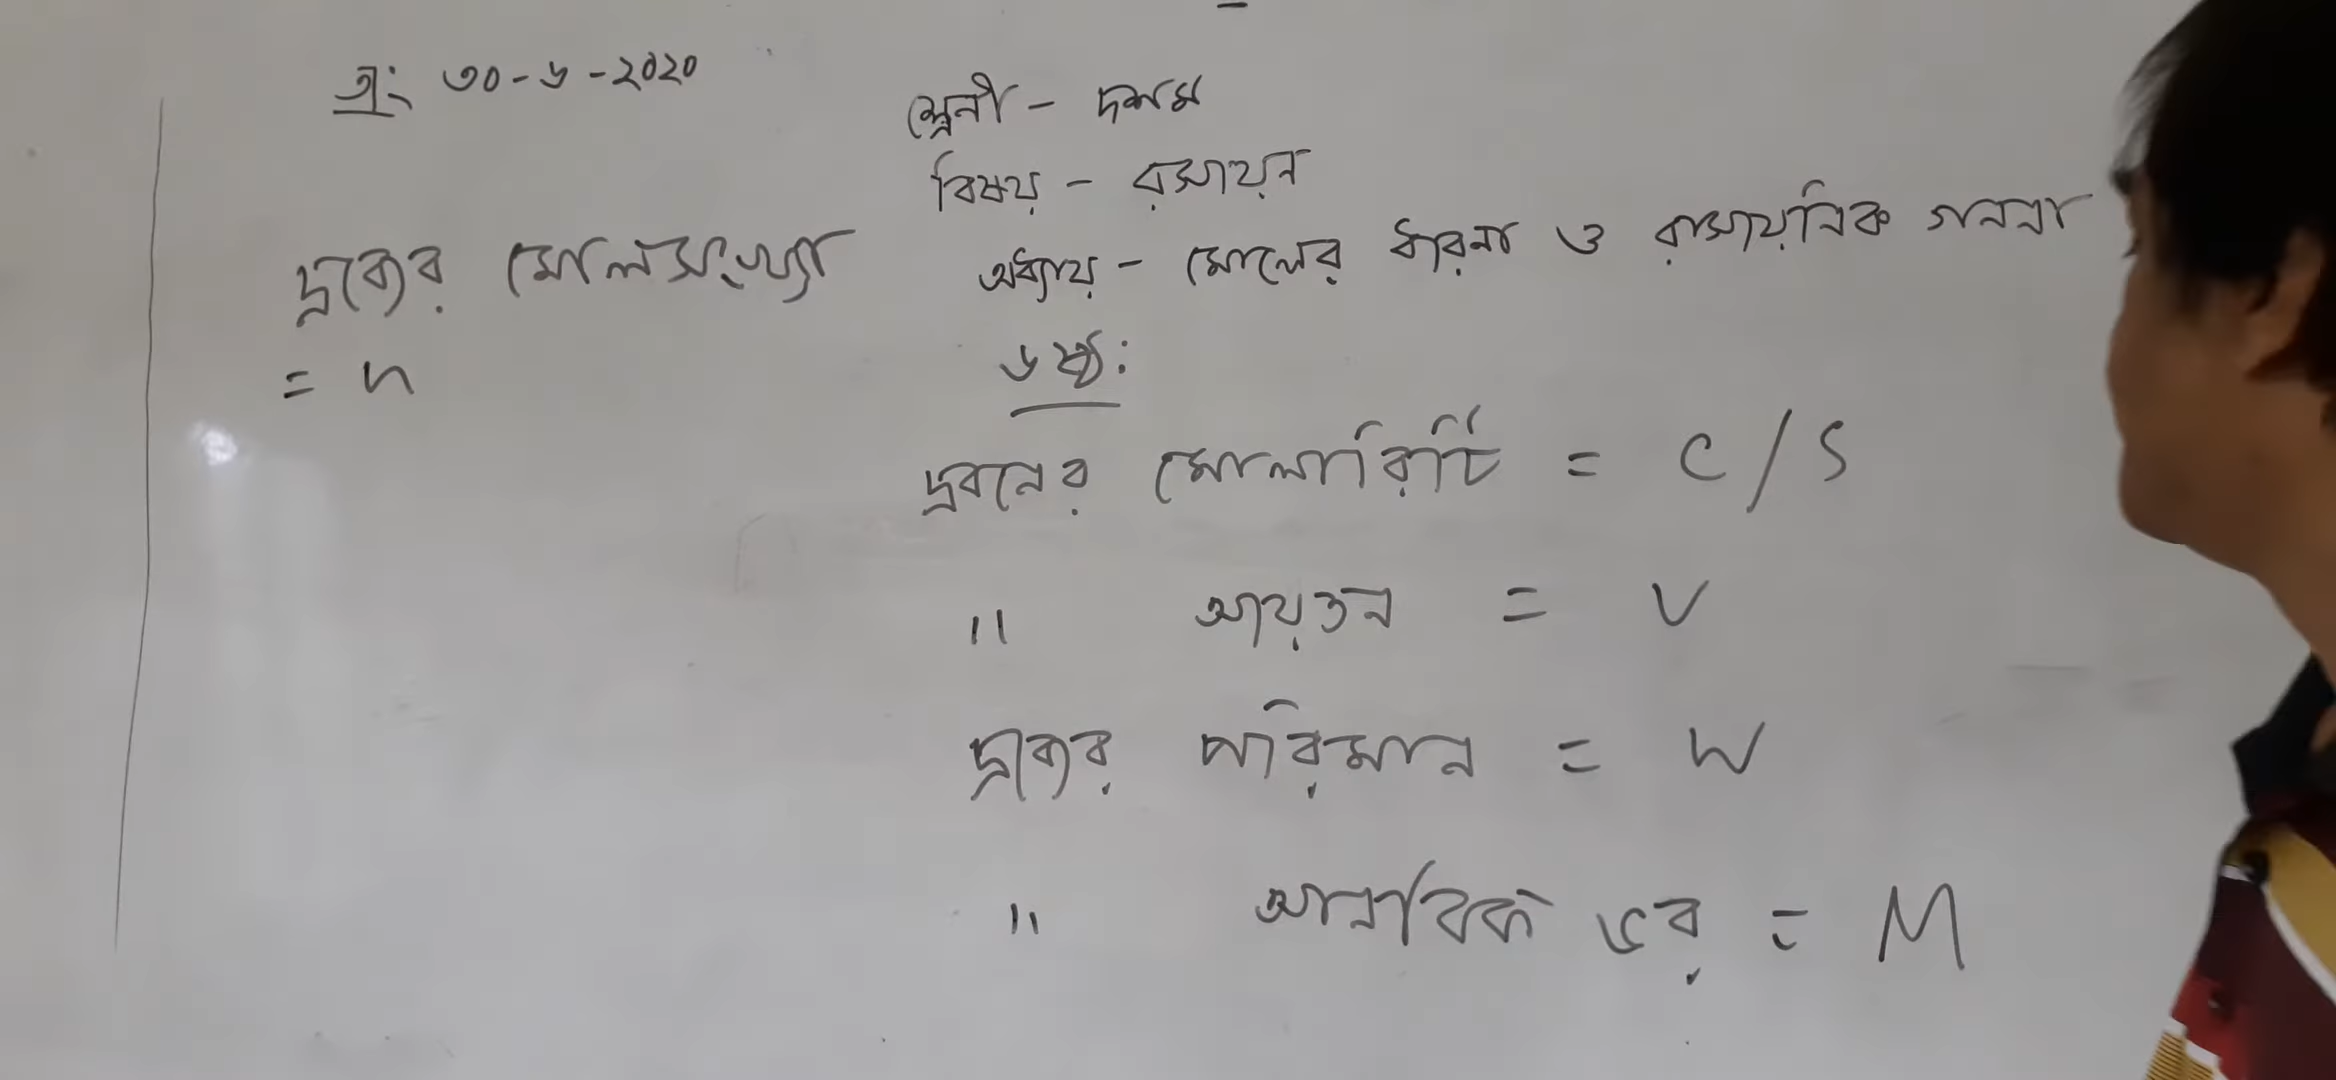 তাং ৩০-৬-২০২০
শ্রেনী - দশম
বিষয় - রসায়ন
অধ্যায় - মোলের ধারনা ও রাসায়নিক গননা
৬ষ্ঠ:
দ্রব্যের মোলসংখ্যা
= n
দ্রবনের মোলারিটি = C / S
" আয়তন = V
দ্রব্যের পরিমান = W
" আনবিক ভর = M